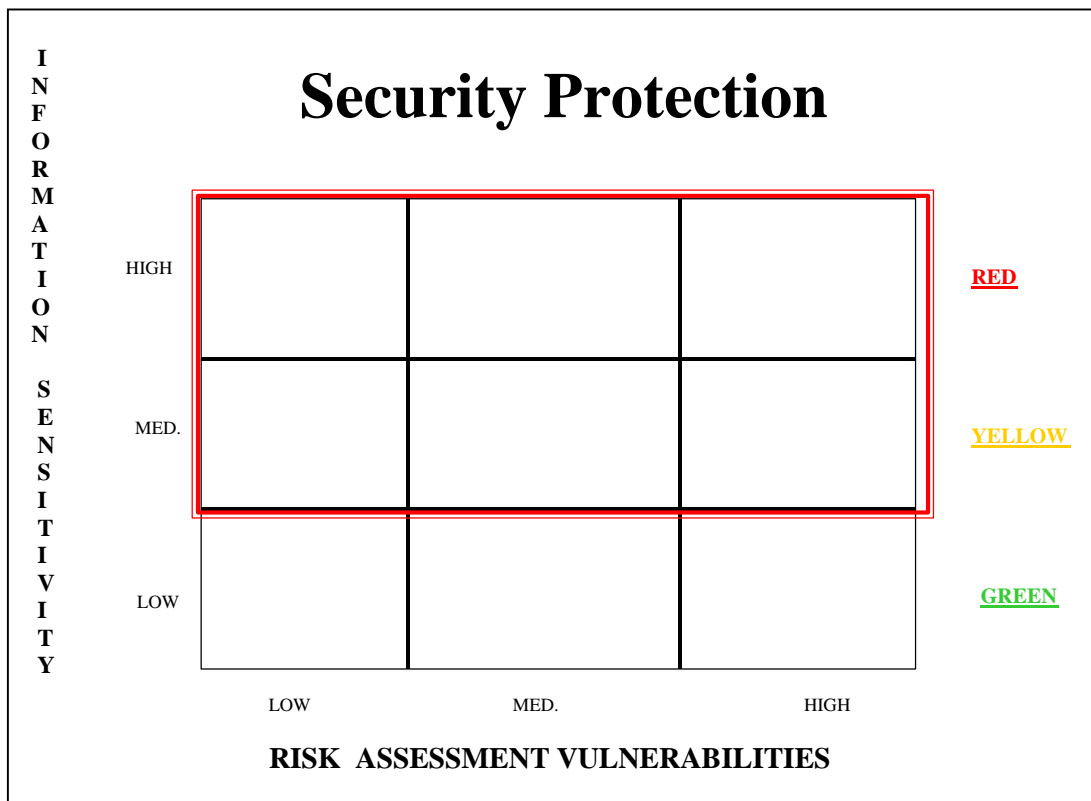 INFORMATION SENSITIVITY
Security Protection
HIGH
RED
MED.
YELLOW
LOW
GREEN
LOW MED. HIGH
RISK ASSESSMENT VULNERABILITIES